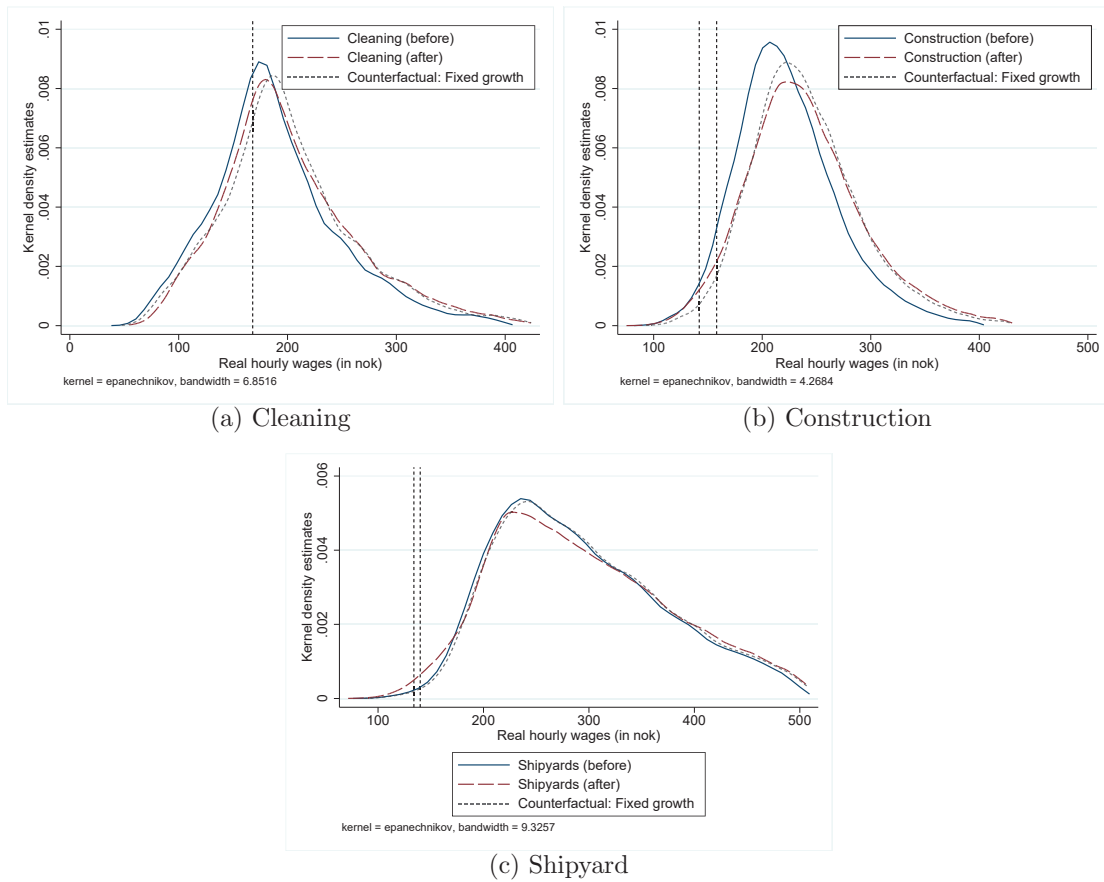 Kernel density estimates
0 .002 .004 .006 .008 .01
Cleaning (before)
Cleaning (after)
Counterfactual: Fixed growth
0 100 200 300 400
Real hourly wages (in nok)
kernel = epanechnikov, bandwidth = 6.8516
(a) Cleaning
Kernel density estimates
0 .002 .004 .006 .008 .01
Construction (before)
Construction (after)
Counterfactual: Fixed growth
100 200 300 400 500
Real hourly wages (in nok)
kernel = epanechnikov, bandwidth = 4.2684
(b) Construction
Kernel density estimates
0 .002 .004 .006
100 200 300 400 500
Real hourly wages (in nok)
Shipyards (before)
Shipyards (after)
Counterfactual: Fixed growth
kernel = epanechnikov, bandwidth = 9.3257
(c) Shipyard